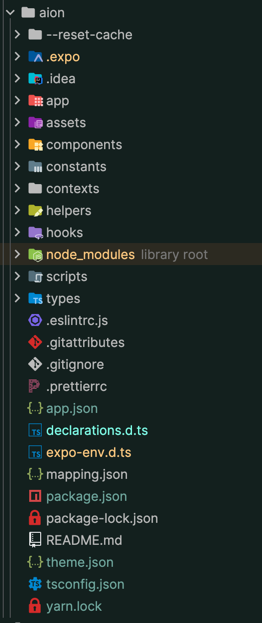 aion
--reset-cache
.expo
.idea
app
assets
components
constants
contexts
helpers
hooks
node_modules library root
scripts
types
.eslintrc.js
.gitattributes
.gitignore
.prettierrc
app.json
declarations.d.ts
expo-env.d.ts
mapping.json
package.json
package-lock.json
README.md
theme.json
tsconfig.json
yarn.lock